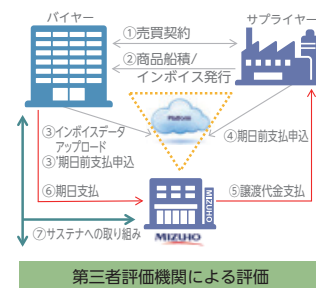 バイヤー
サプライヤー
①売買契約
②商品船積/
インボイス発行
③インボイスデータ
アップロード
③'期日前支払申込
④期日前支払申込
⑥期日支払
⑤譲渡代金支払
MIZUHO
⑦サステナへの取り組み
MIZUHO
第三者評価機関による評価